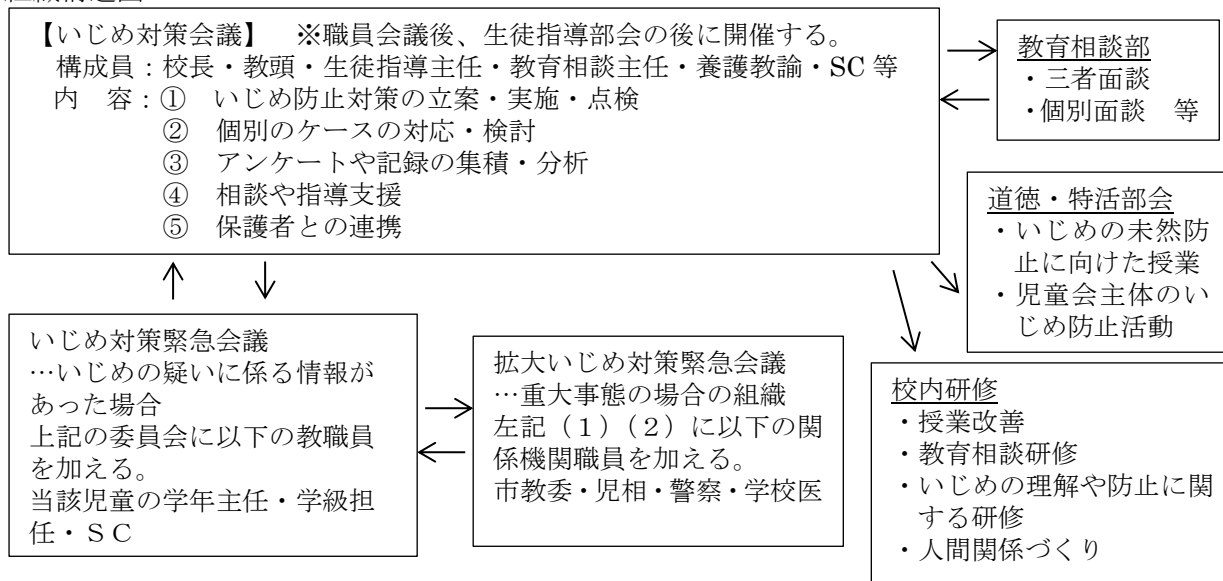 【いじめ対策会議】　※職員会議後、生徒指導部会の後に開催する。
構成員：校長・教頭・生徒指導主任・教育相談主任・養護教諭・SC 等
内　容：①　いじめ防止対策の立案・実施・点検
②　個別のケースの対応・検討
③　アンケートや記録の集積・分析
④　相談や指導支援
⑤　保護者との連携
教育相談部
・三者面談
・個別面談　等
道徳・特活部会
・いじめの未然防
止に向けた授業
・児童会主体のい
じめ防止活動
いじめ対策緊急会議
…いじめの疑いに係る情報が
あった場合
上記の委員会に以下の教職員
を加える。
当該児童の学年主任・学級担
任・ＳＣ
拡大いじめ対策緊急会議
…重大事態の場合の組織
左記（１）（２）に以下の関
係機関職員を加える。
市教委・児相・警察・学校医
校内研修
・授業改善
・教育相談研修
・いじめの理解や防止に関
する研修
・人間関係づくり